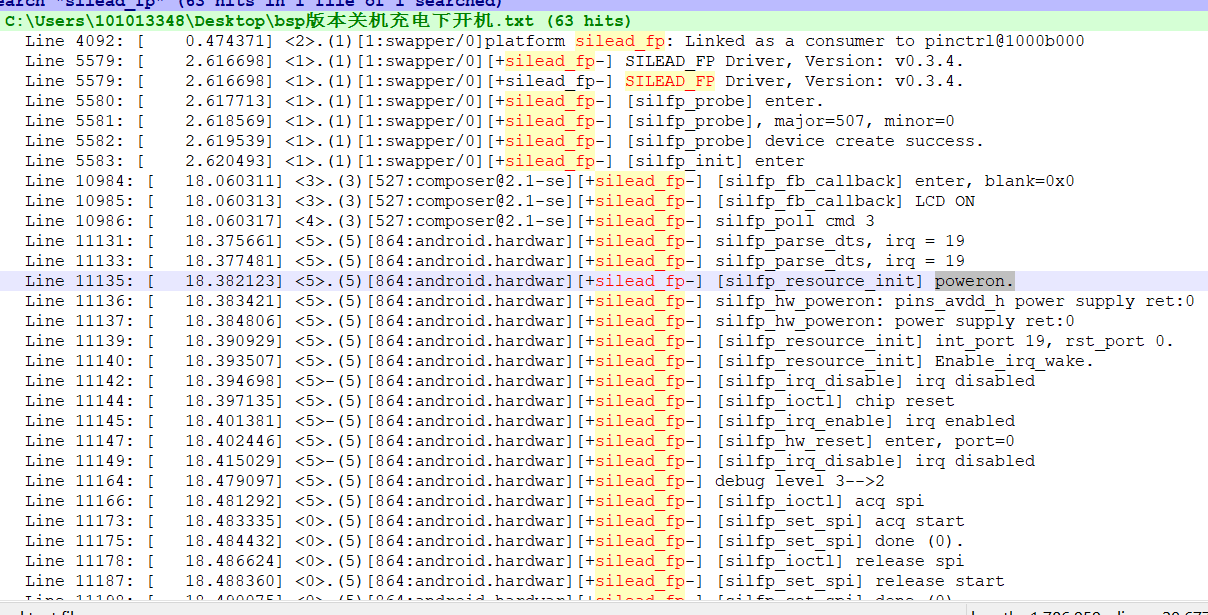 earch "silead_fp" (63 hits in 1 file of 1 searched)
C:\Users\101013348\Desktop\bsp版本关机充电下开机.txt (63 hits)
Line 4092: [    0.474371] <2>.(1)[1:swapper/0]platform silead_fp: Linked as a consumer to pinctrl@1000b000
Line 5579: [    2.616698] <1>.(1)[1:swapper/0][+silead_fp-] SILEAD_FP Driver, Version: v0.3.4.
Line 5579: [    2.616698] <1>.(1)[1:swapper/0][+silead_fp-] SILEAD_FP Driver, Version: v0.3.4.
Line 5580: [    2.617713] <1>.(1)[1:swapper/0][+silead_fp-] [silfp_probe] enter.
Line 5581: [    2.618569] <1>.(1)[1:swapper/0][+silead_fp-] [silfp_probe], major=507, minor=0
Line 5582: [    2.619539] <1>.(1)[1:swapper/0][+silead_fp-] [silfp_probe] device create success.
Line 5583: [    2.620493] <1>.(1)[1:swapper/0][+silead_fp-] [silfp_init] enter
Line 10984: [   18.060311] <3>.(3)[527:composer@2.1-se][+silead_fp-] [silfp_fb_callback] enter, blank=0x0
Line 10985: [   18.060313] <3>.(3)[527:composer@2.1-se][+silead_fp-] [silfp_fb_callback] LCD ON
Line 10986: [   18.060317] <4>.(3)[527:composer@2.1-se][+silead_fp-] silfp_poll cmd 3
Line 11131: [   18.375661] <5>.(5)[864:android.hardwar][+silead_fp-] silfp_parse_dts, irq = 19
Line 11133: [   18.377481] <5>.(5)[864:android.hardwar][+silead_fp-] silfp_parse_dts, irq = 19
Line 11135: [   18.382123] <5>.(5)[864:android.hardwar][+silead_fp-] [silfp_resource_init] poweron.
Line 11136: [   18.383421] <5>.(5)[864:android.hardwar][+silead_fp-] silfp_hw_poweron: pins_avdd_h power supply ret:0
Line 11137: [   18.384806] <5>.(5)[864:android.hardwar][+silead_fp-] silfp_hw_poweron: power supply ret:0
Line 11139: [   18.390929] <5>.(5)[864:android.hardwar][+silead_fp-] [silfp_resource_init] int_port 19, rst_port 0.
Line 11140: [   18.393507] <5>.(5)[864:android.hardwar][+silead_fp-] [silfp_resource_init] Enable_irq_wake.
Line 11142: [   18.394698] <5>-(5)[864:android.hardwar][+silead_fp-] [silfp_irq_disable] irq disabled
Line 11144: [   18.397135] <5>.(5)[864:android.hardwar][+silead_fp-] [silfp_ioctl] chip reset
Line 11145: [   18.401381] <5>-(5)[864:android.hardwar][+silead_fp-] [silfp_irq_enable] irq enabled
Line 11147: [   18.402446] <5>.(5)[864:android.hardwar][+silead_fp-] [silfp_hw_reset] enter, port=0
Line 11149: [   18.415029] <5>-(5)[864:android.hardwar][+silead_fp-] [silfp_irq_disable] irq disabled
Line 11164: [   18.479097] <5>.(5)[864:android.hardwar][+silead_fp-] debug level 3-->2
Line 11166: [   18.481292] <5>.(5)[864:android.hardwar][+silead_fp-] [silfp_ioctl] acq spi
Line 11173: [   18.483335] <0>.(5)[864:android.hardwar][+silead_fp-] [silfp_set_spi] acq start
Line 11175: [   18.484432] <0>.(5)[864:android.hardwar][+silead_fp-] [silfp_set_spi] done (0).
Line 11178: [   18.486624] <0>.(5)[864:android.hardwar][+silead_fp-] [silfp_ioctl] release spi
Line 11187: [   18.488360] <0>.(5)[864:android.hardwar][+silead_fp-] [silfp_set_spi] release start